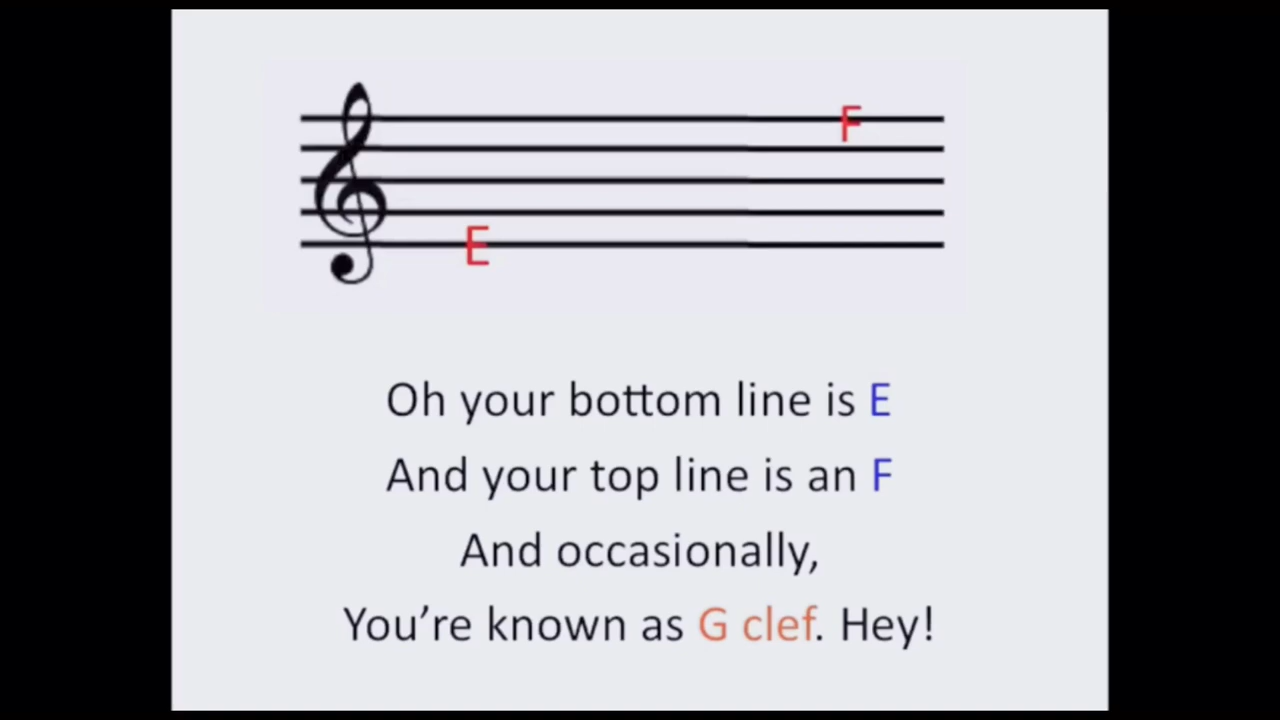 F
E
Oh your bottom line is E
And your top line is an F
And occasionally,
You’re known as G clef. Hey!